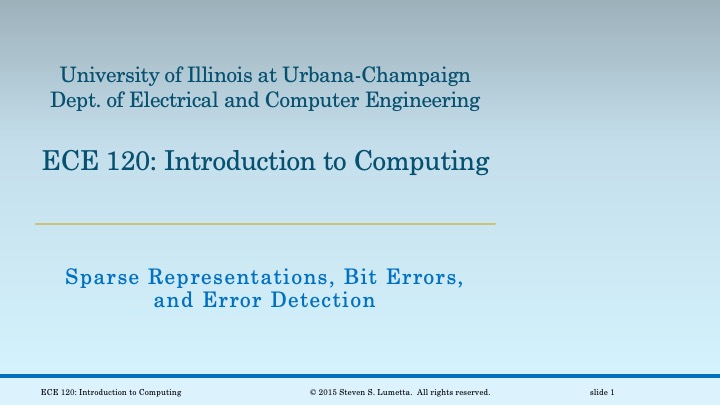 University of Illinois at Urbana-Champaign
Dept. of Electrical and Computer Engineering
ECE 120: Introduction to Computing
Sparse Representations, Bit Errors,
and Error Detection
ECE 120: Introduction to Computing
© 2015 Steven S. Lumetta.  All rights reserved.
slide 1